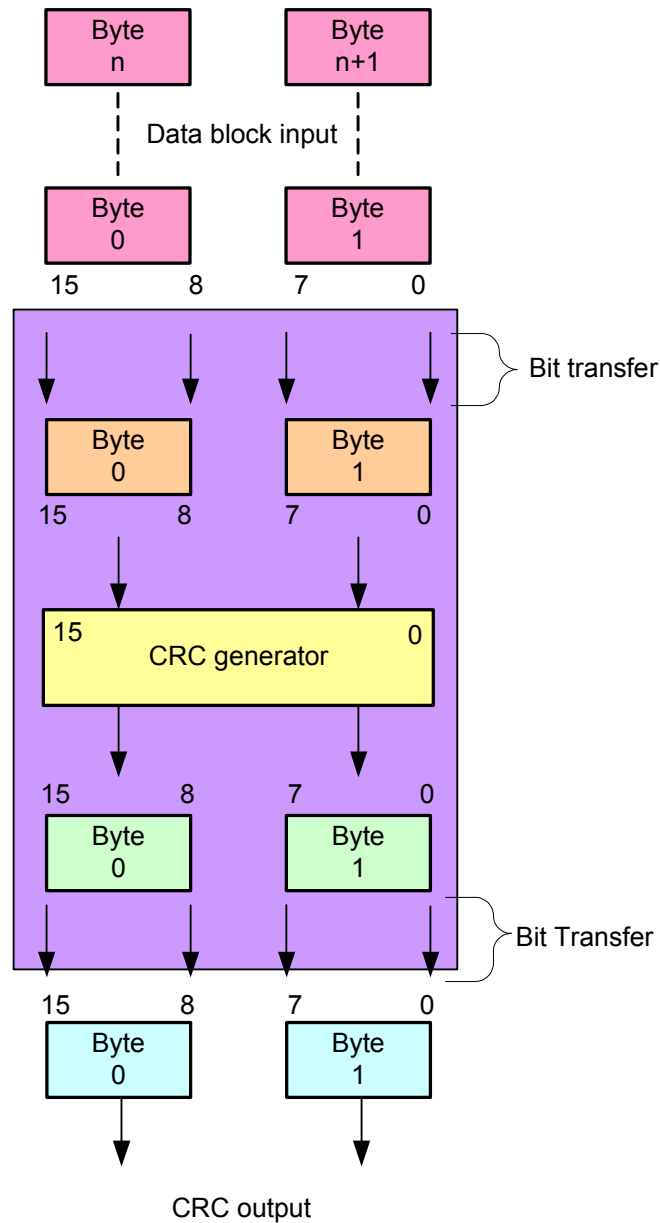 Byte
n
Byte
n+1
Data block input
Byte
0
Byte
1
15 8 7 0
Bit transfer
Byte
0
Byte
1
15 8 7 0
15 0
CRC generator
15 8 7 0
Byte
0
Byte
1
Bit Transfer
15 8 7 0
Byte
0
Byte
1
CRC output